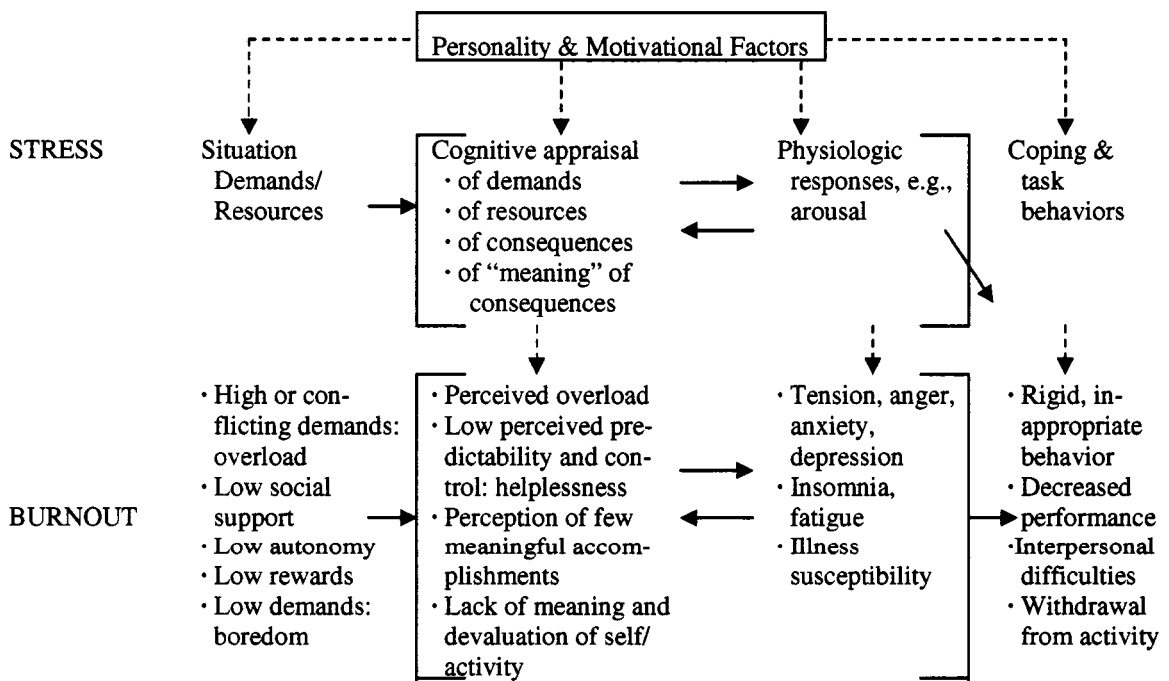 Personality & Motivational Factors
STRESS
Situation
Demands/
Resources
Cognitive appraisal
· of demands
· of resources
· of consequences
· of “meaning” of
consequences
Physiologic
responses, e.g.,
arousal
Coping &
task
behaviors
BURNOUT
· High or con-
flicting demands:
overload
· Low social
support
· Low autonomy
· Low rewards
· Low demands:
boredom
· Perceived overload
· Low perceived pre-
dictability and con-
trol: helplessness
· Perception of few
meaningful accom-
plishments
· Lack of meaning and
devaluation of self/
activity
· Tension, anger,
anxiety,
depression
· Insomnia,
fatigue
· Illness
susceptibility
· Rigid, in-
appropriate
behavior
· Decreased
performance
·Interpersonal
difficulties
· Withdrawal
from activity